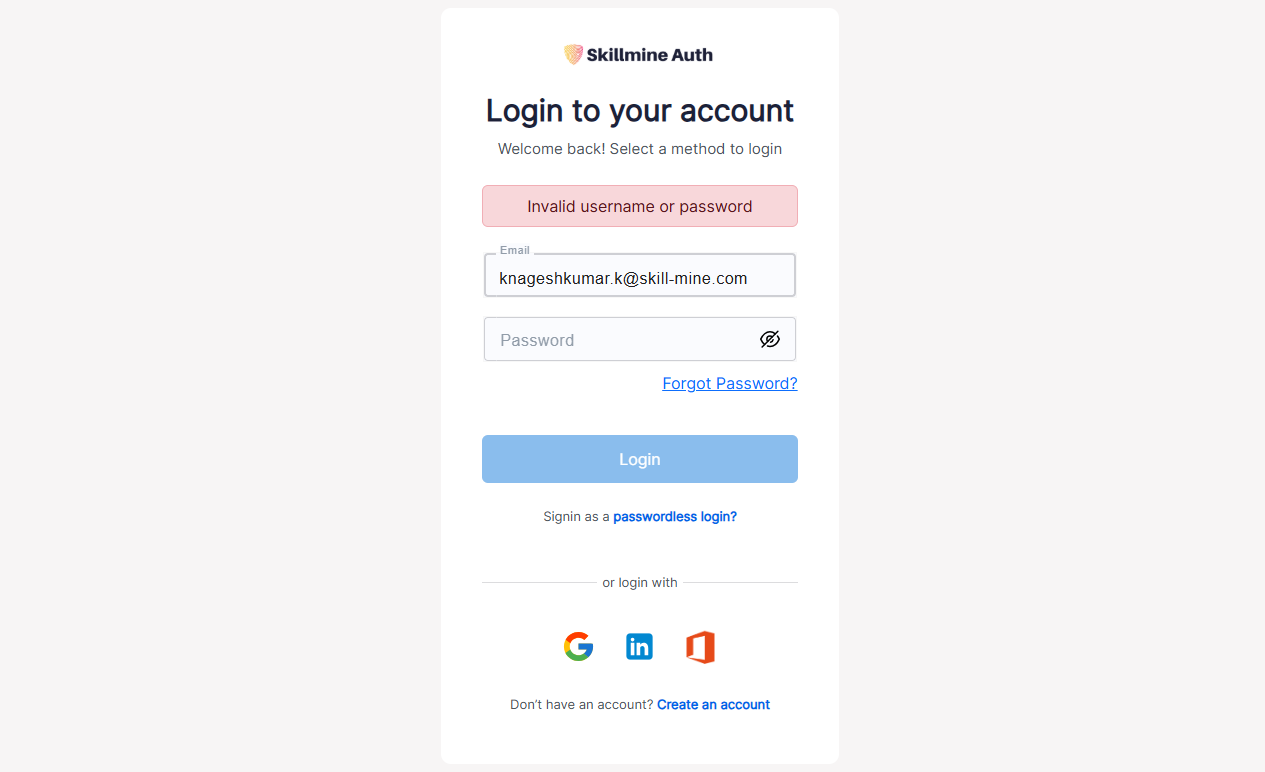 Skillmine Auth
Login to your account
Welcome back! Select a method to login
Invalid username or password
Email
knageshkumar.k@skill-mine.com
Password
Forgot Password?
Login
Signin as a passwordless login?
or login with
in
Don’t have an account? Create an account